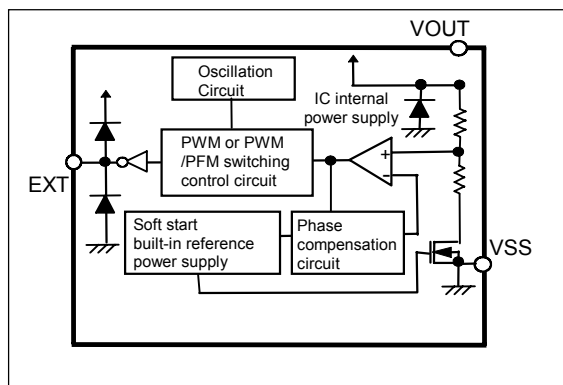 VOUT
Oscillation
Circuit
IC internal
power supply
PWM or PWM
/PFM switching
control circuit
+
-
EXT
Soft start
built-in reference
power supply
Phase
compensation
circuit
VSS